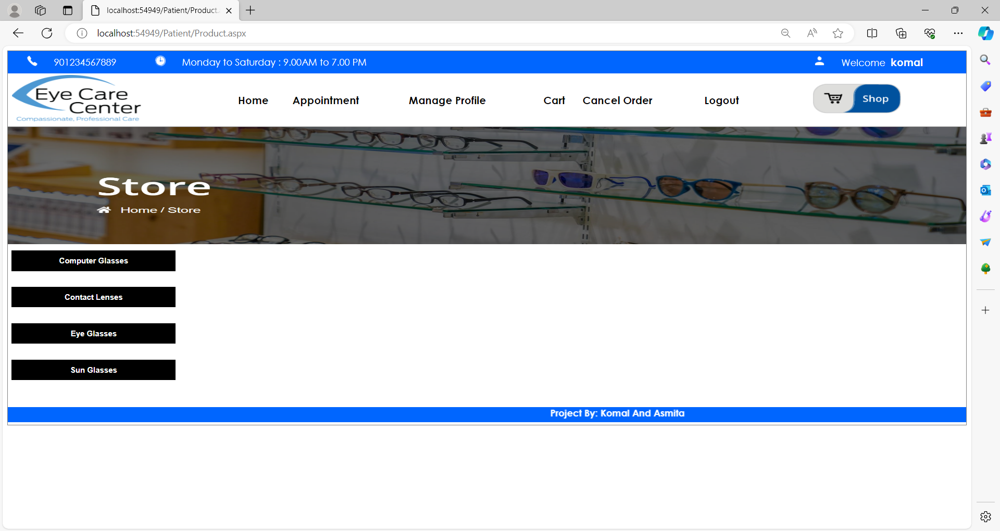 localhost:54949/Patient/Product.
localhost:54949/Patient/Product.aspx
901234567889 Monday to Saturday : 9.00AM to 7.00 PM Welcome komal
Eye Care
Center
Compassionate, Professional Care
Home Appointment Manage Profile Cart Cancel Order Logout Shop
Store
Home / Store
Computer Glasses
Contact Lenses
Eye Glasses
Sun Glasses
Project By: Komal And Asmita